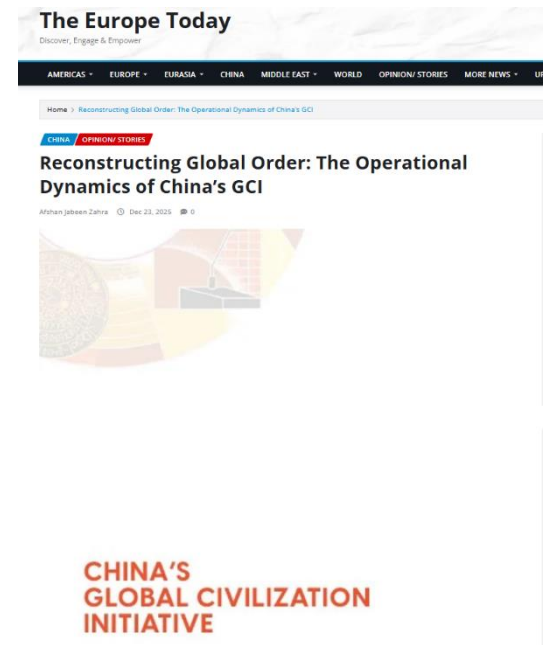 The Europe Today
Discover, Engage & Empower
AMERICAS EUROPE EURASIA CHINA MIDDLE EAST WORLD OPINION/ STORIES MORE NEWS
Home > Reconstructing Global Order: The Operational Dynamics of China's GCI
CHINA OPINION/ STORIES
Reconstructing Global Order: The Operational
Dynamics of China's GCI
Afshan Jabeen Zahra Dec 23, 2025 0
CHINA'S
GLOBAL CIVILIZATION
INITIATIVE